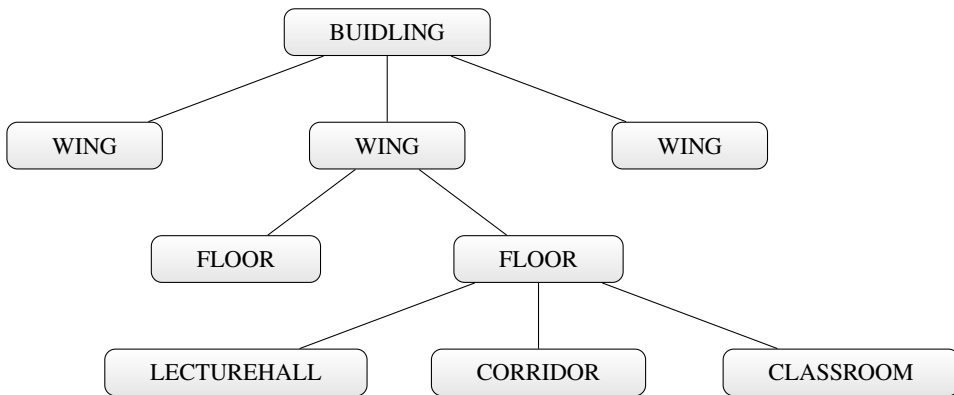 BUIDLING
WING
WING
WING
FLOOR
FLOOR
LECTUREHALL
CORRIDOR
CLASSROOM